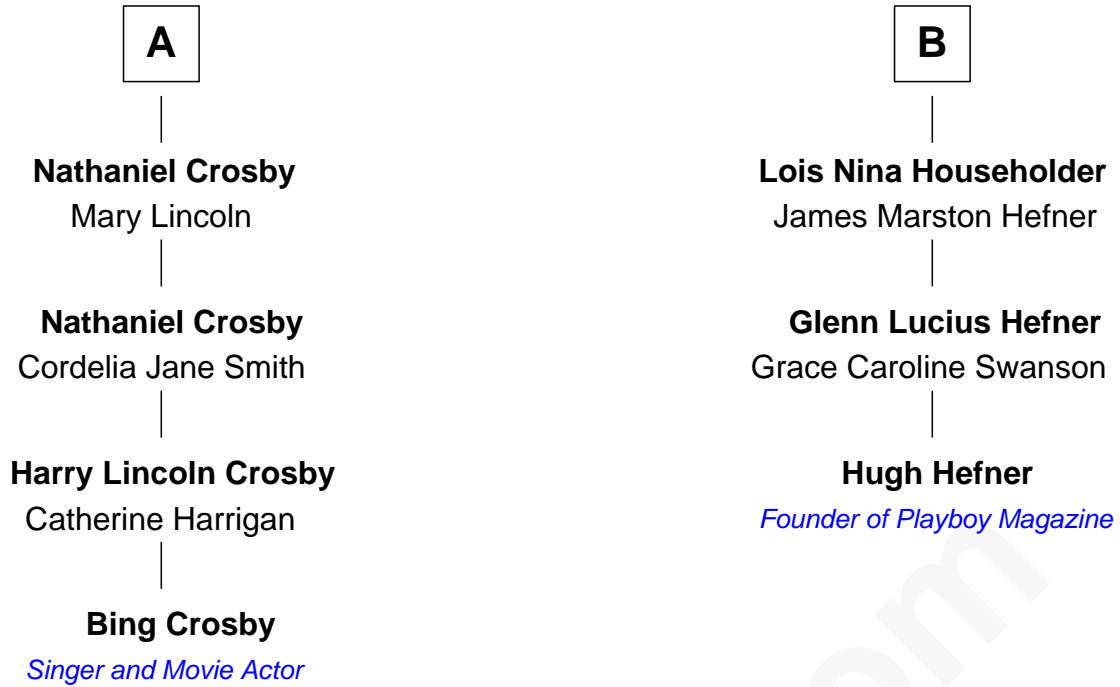 A
Nathaniel Crosby
Mary Lincoln
Nathaniel Crosby
Cordelia Jane Smith
Harry Lincoln Crosby
Catherine Harrigan
Bing Crosby
Singer and Movie Actor
B
Lois Nina Householder
James Marston Hefner
Glenn Lucius Hefner
Grace Caroline Swanson
Hugh Hefner
Founder of Playboy Magazine